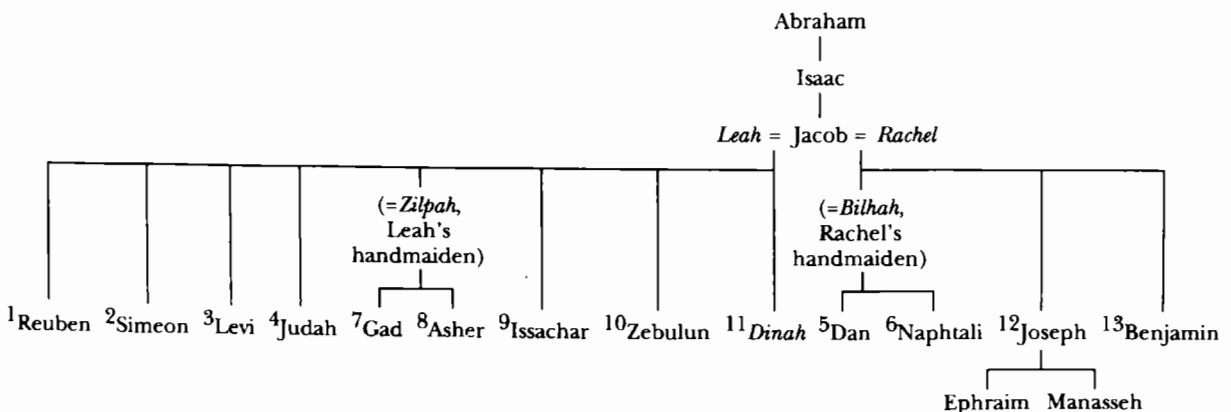 Abraham
Isaac
Leah = Jacob = Rachel
(=Zilpah,
Leah's
handmaiden)
(=Bilhah,
Rachel's
handmaiden)
1Reuben 2Simeon 3Levi 4Judah 7Gad 8Asher 9Issachar 10Zebulun 11Dinah 5Dan 6Naphtali 12Joseph 13Benjamin
Ephraim Manasseh